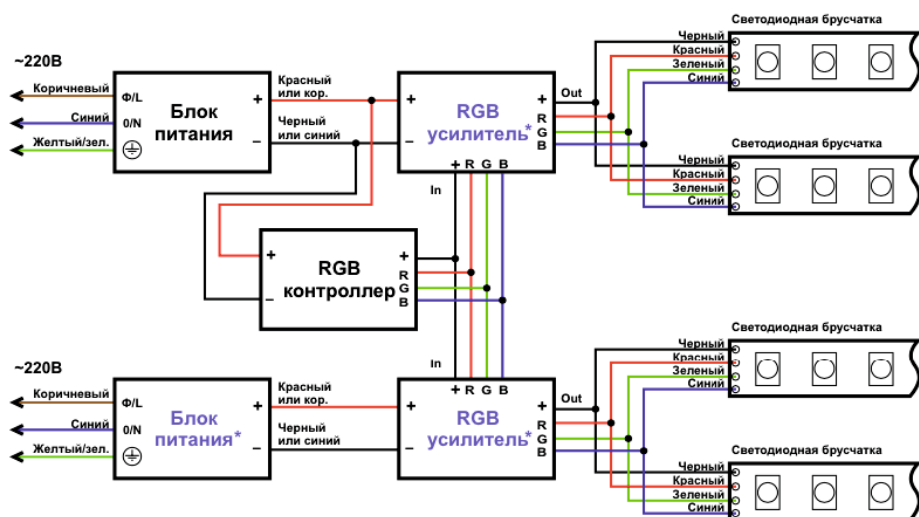 Светодиодная брусчатка
~220В
Коричневый
Синий
Желтый/зел.
Ф/L
0/N
Блок
питания
+
−
Красный
или кор.
Черный
или синий
+
−
RGB
усилитель*
+
R
G
B
Out
+ R G B
In
Черный
Красный
Зеленый
Синий
Светодиодная брусчатка
Черный
Красный
Зеленый
Синий
+
−
RGB
контроллер
+
R
G
B
Светодиодная брусчатка
~220В
Коричневый
Синий
Желтый/зел.
Ф/L
0/N
Блок
питания*
+
−
Красный
или кор.
Черный
или синий
In
+ R G B
+
−
RGB
усилитель*
+
R
G
B
Out
Черный
Красный
Зеленый
Синий
Светодиодная брусчатка
Черный
Красный
Зеленый
Синий